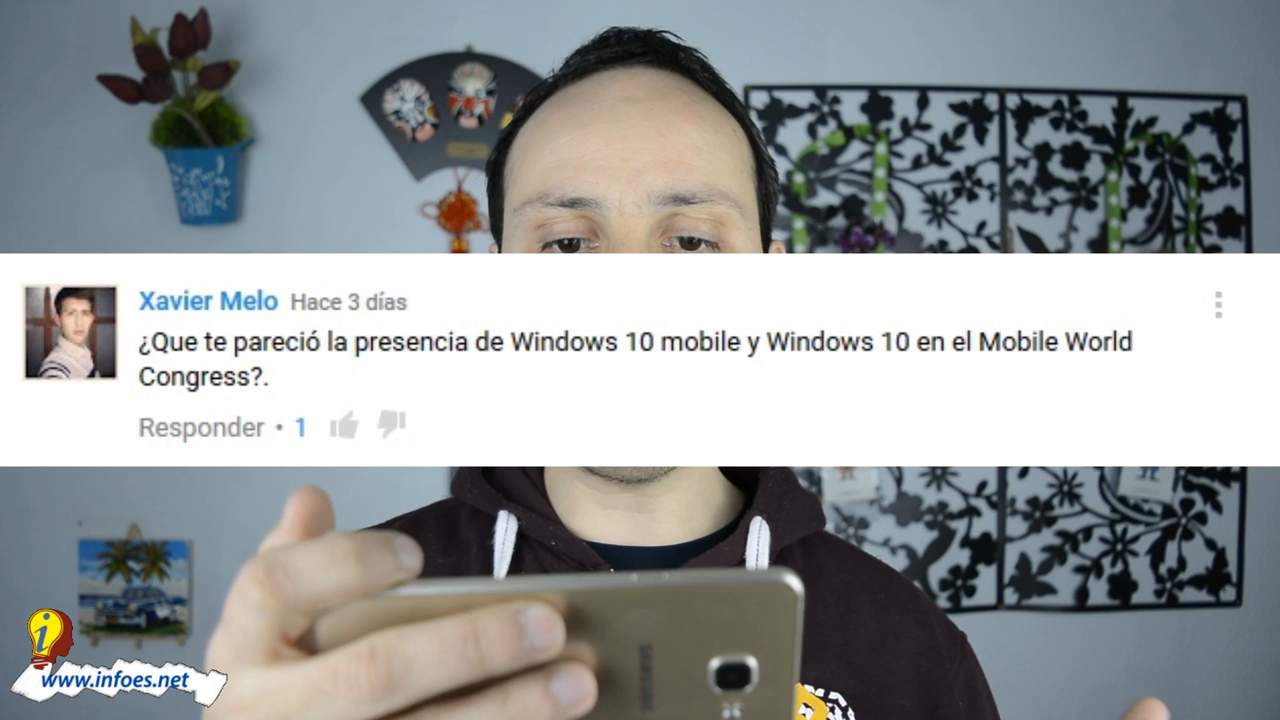 Xavier Melo Hace 3 días
¿Que te pareció la presencia de Windows 10 mobile y Windows 10 en el Mobile World
Congress?.
Responder • 1
SAMSUNG
i
www.infoes.net